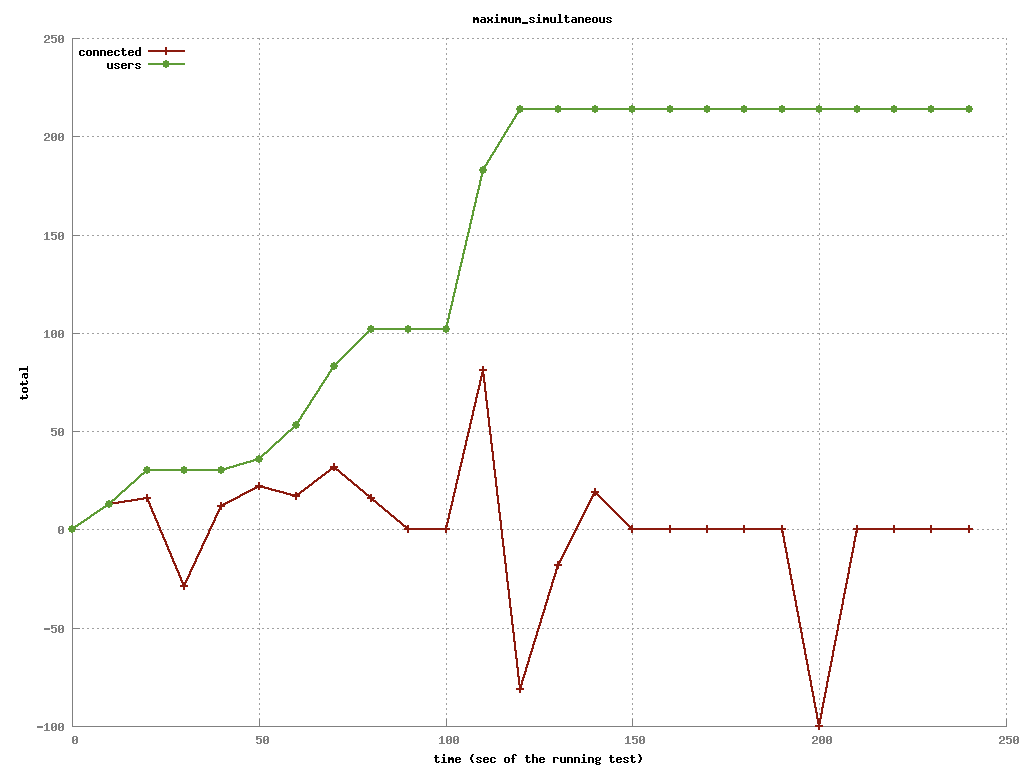 maximum_simultaneous
250
connected
users
200
150
100
total
50
0
-50
-100
0 50 100 150 200 250
time (sec of the running test)